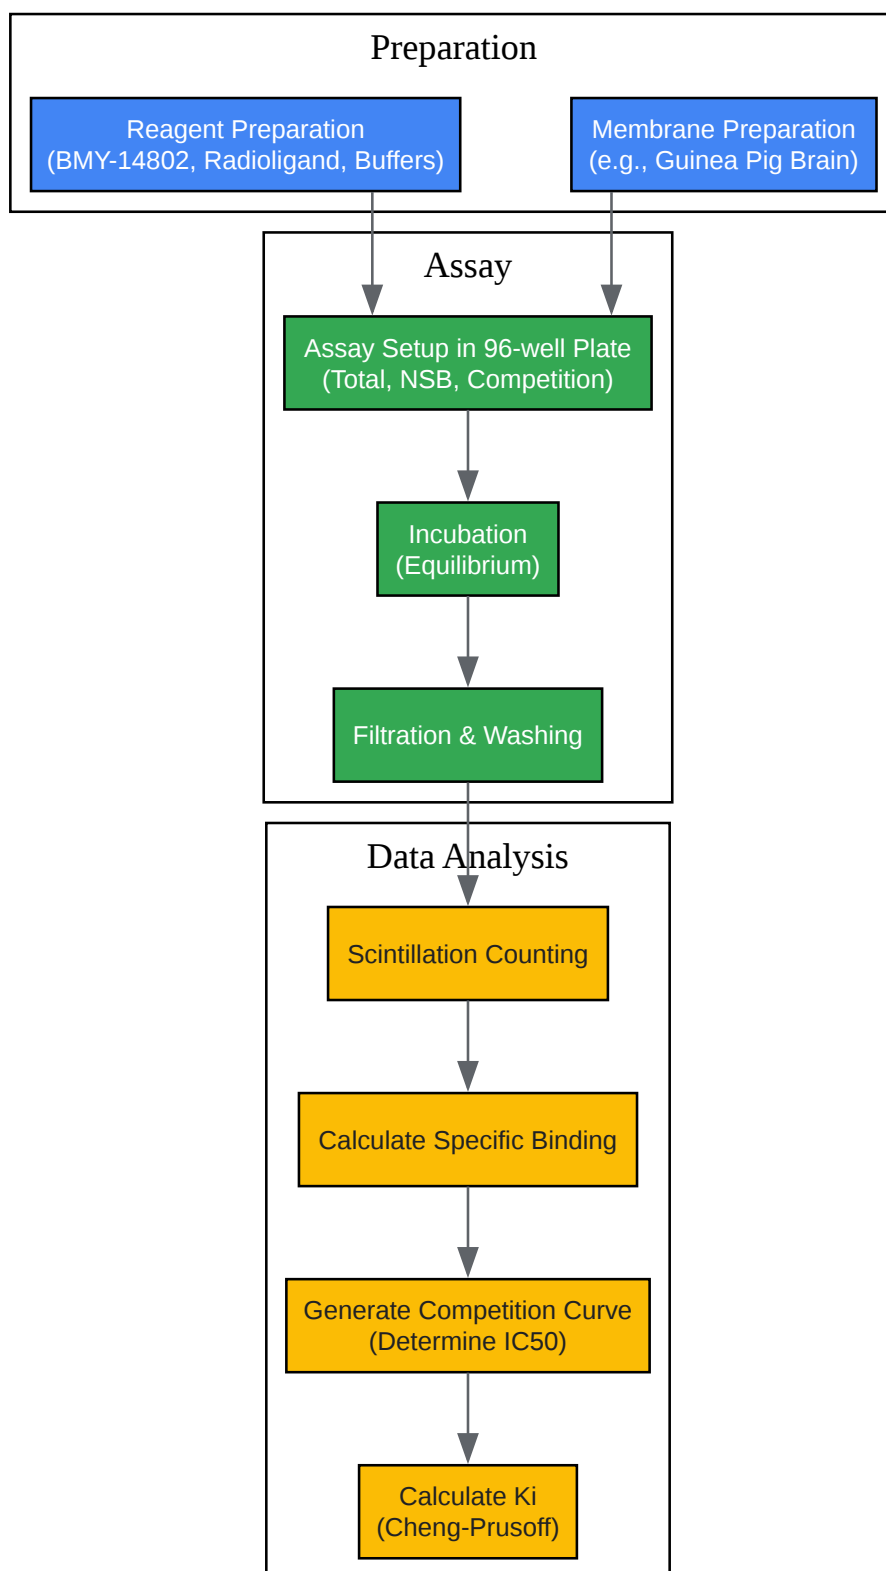 Preparation
Reagent Preparation
(BMY-14802, Radioligand, Buffers)
Membrane Preparation
(e.g., Guinea Pig Brain)
Assay
Assay Setup in 96-well Plate
(Total, NSB, Competition)
Incubation
(Equilibrium)
Filtration & Washing
Data Analysis
Scintillation Counting
Calculate Specific Binding
Generate Competition Curve
(Determine IC50)
Calculate Ki
(Cheng-Prusoff)